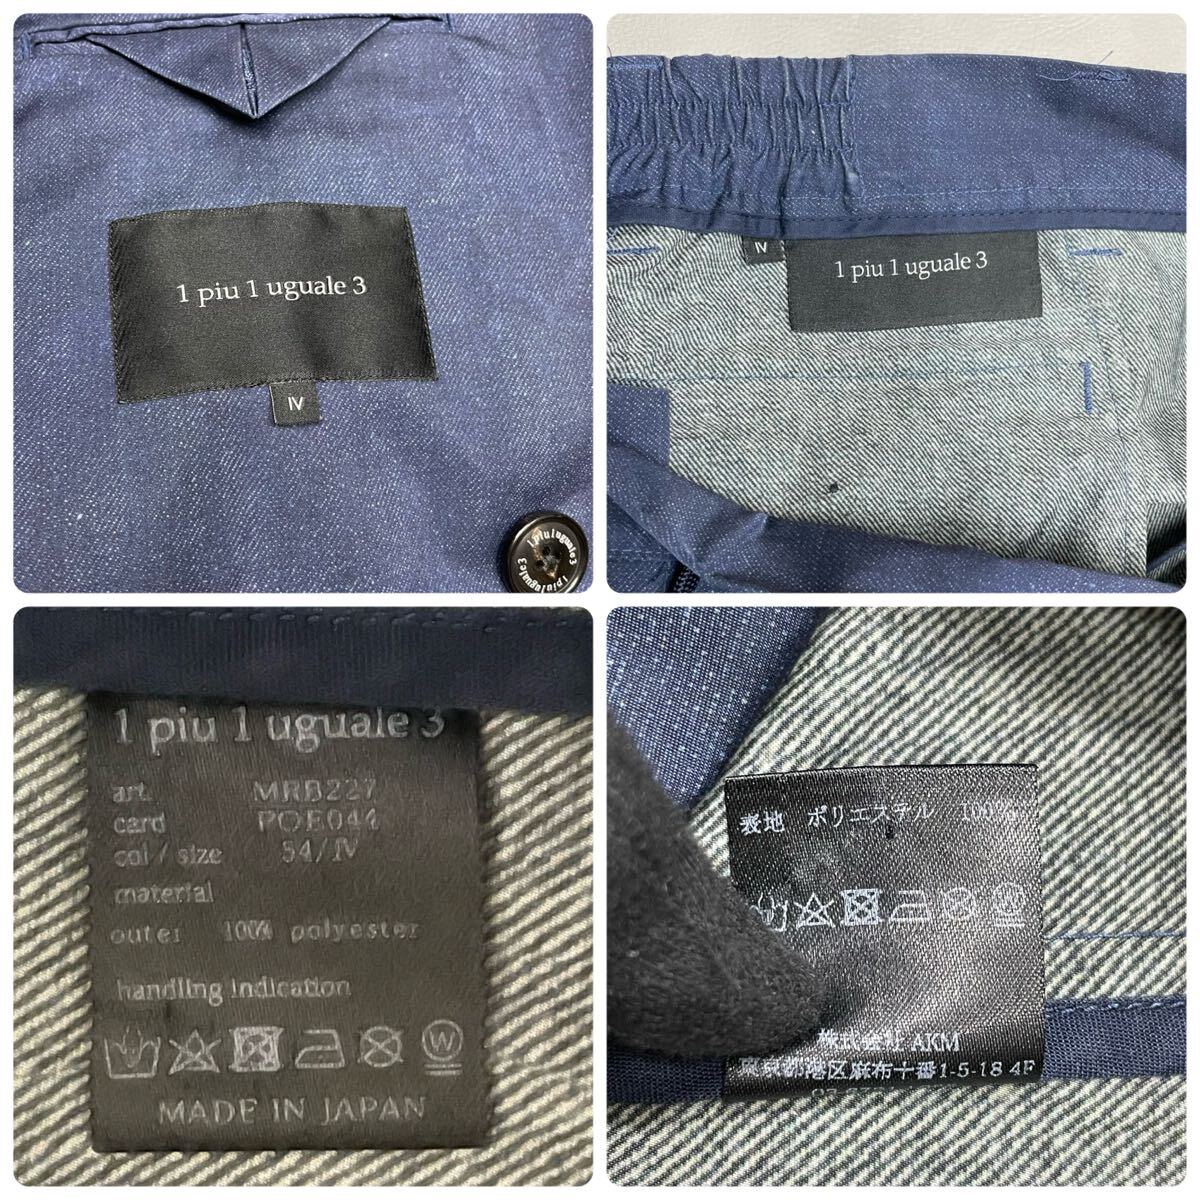 1 piu 1 uguale 3
IV
1piu1uguale3
1piu1uguale3
IV
1 piu 1 uguale 3
1 piu 1 uguale 3
art. MRB227
card POE044
col / size 54/IV
material
outer 100% polyester
handling indication
W
MADE IN JAPAN
表地 ポリエステル 100%
W
株式会社 AKM
東京都港区麻布十番1-5-18 4F